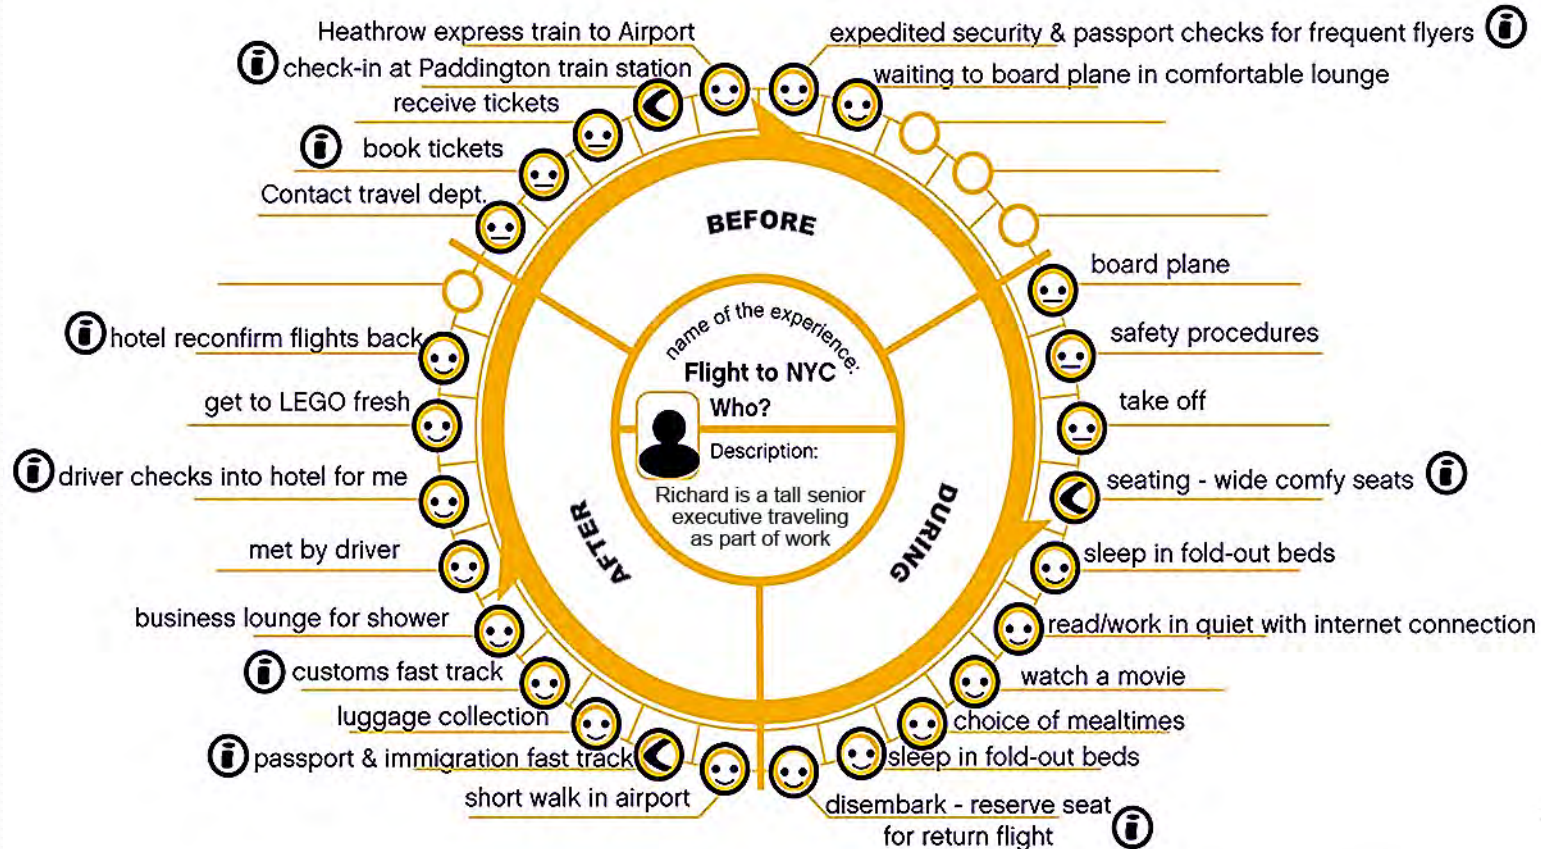 Heathrow express train to Airport
check-in at Paddington train station
receive tickets
book tickets
Contact travel dept.
expedited security & passport checks for frequent flyers
waiting to board plane in comfortable lounge
BEFORE
board plane
safety procedures
take off
seating - wide comfy seats
sleep in fold-out beds
read/work in quiet with internet connection
watch a movie
choice of mealtimes
sleep in fold-out beds
disembark - reserve seat
for return flight
DURING
hotel reconfirm flights back
get to LEGO fresh
driver checks into hotel for me
met by driver
business lounge for shower
customs fast track
luggage collection
passport & immigration fast track
short walk in airport
AFTER
name of the experience:
Flight to NYC
Who?
Description:
Richard is a tall senior
executive traveling
as part of work